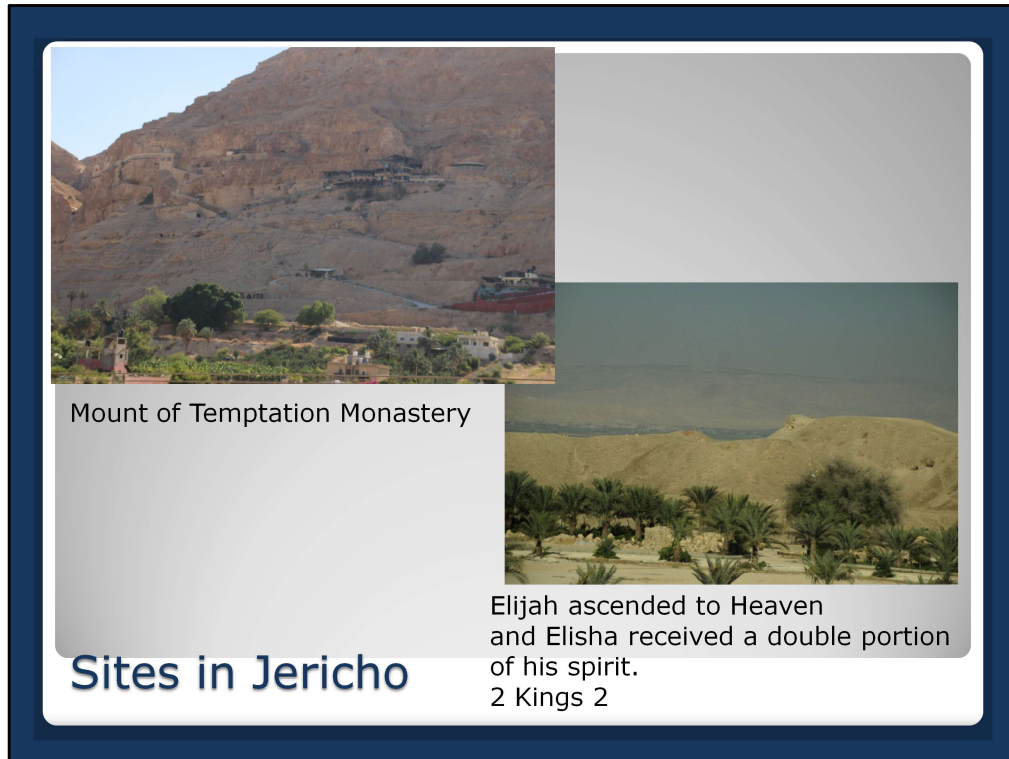 Mount of Temptation Monastery
Elijah ascended to Heaven
and Elisha received a double portion
of his spirit.
2 Kings 2
Sites in Jericho